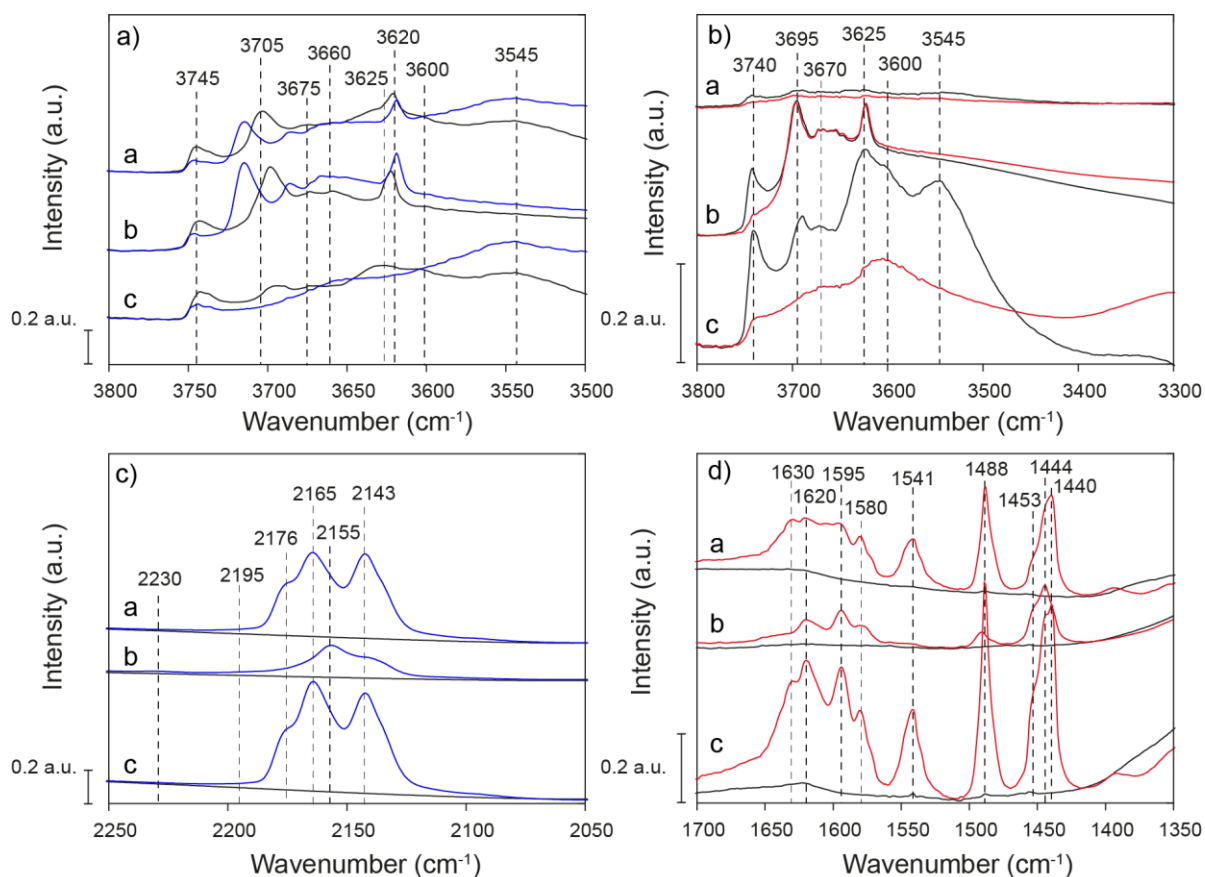 a)
3745
3705
3675
3660
3625
3620
3600
3545
a
b
c
0.2 a.u.
Intensity (a.u.)
3800 3750 3700 3650 3600 3550 3500
Wavenumber (cm⁻¹)
b)
3740
3695
3670
3625
3600
3545
a
b
c
0.2 a.u.
Intensity (a.u.)
3800 3700 3600 3500 3400 3300
Wavenumber (cm⁻¹)
c)
2230
2195
2176
2165
2155
2143
a
b
c
0.2 a.u.
Intensity (a.u.)
2250 2200 2150 2100 2050
Wavenumber (cm⁻¹)
d)
1630
1620
1595
1580
1541
1488
1453
1444
1440
a
b
c
0.2 a.u.
Intensity (a.u.)
1700 1650 1600 1550 1500 1450 1400 1350
Wavenumber (cm⁻¹)